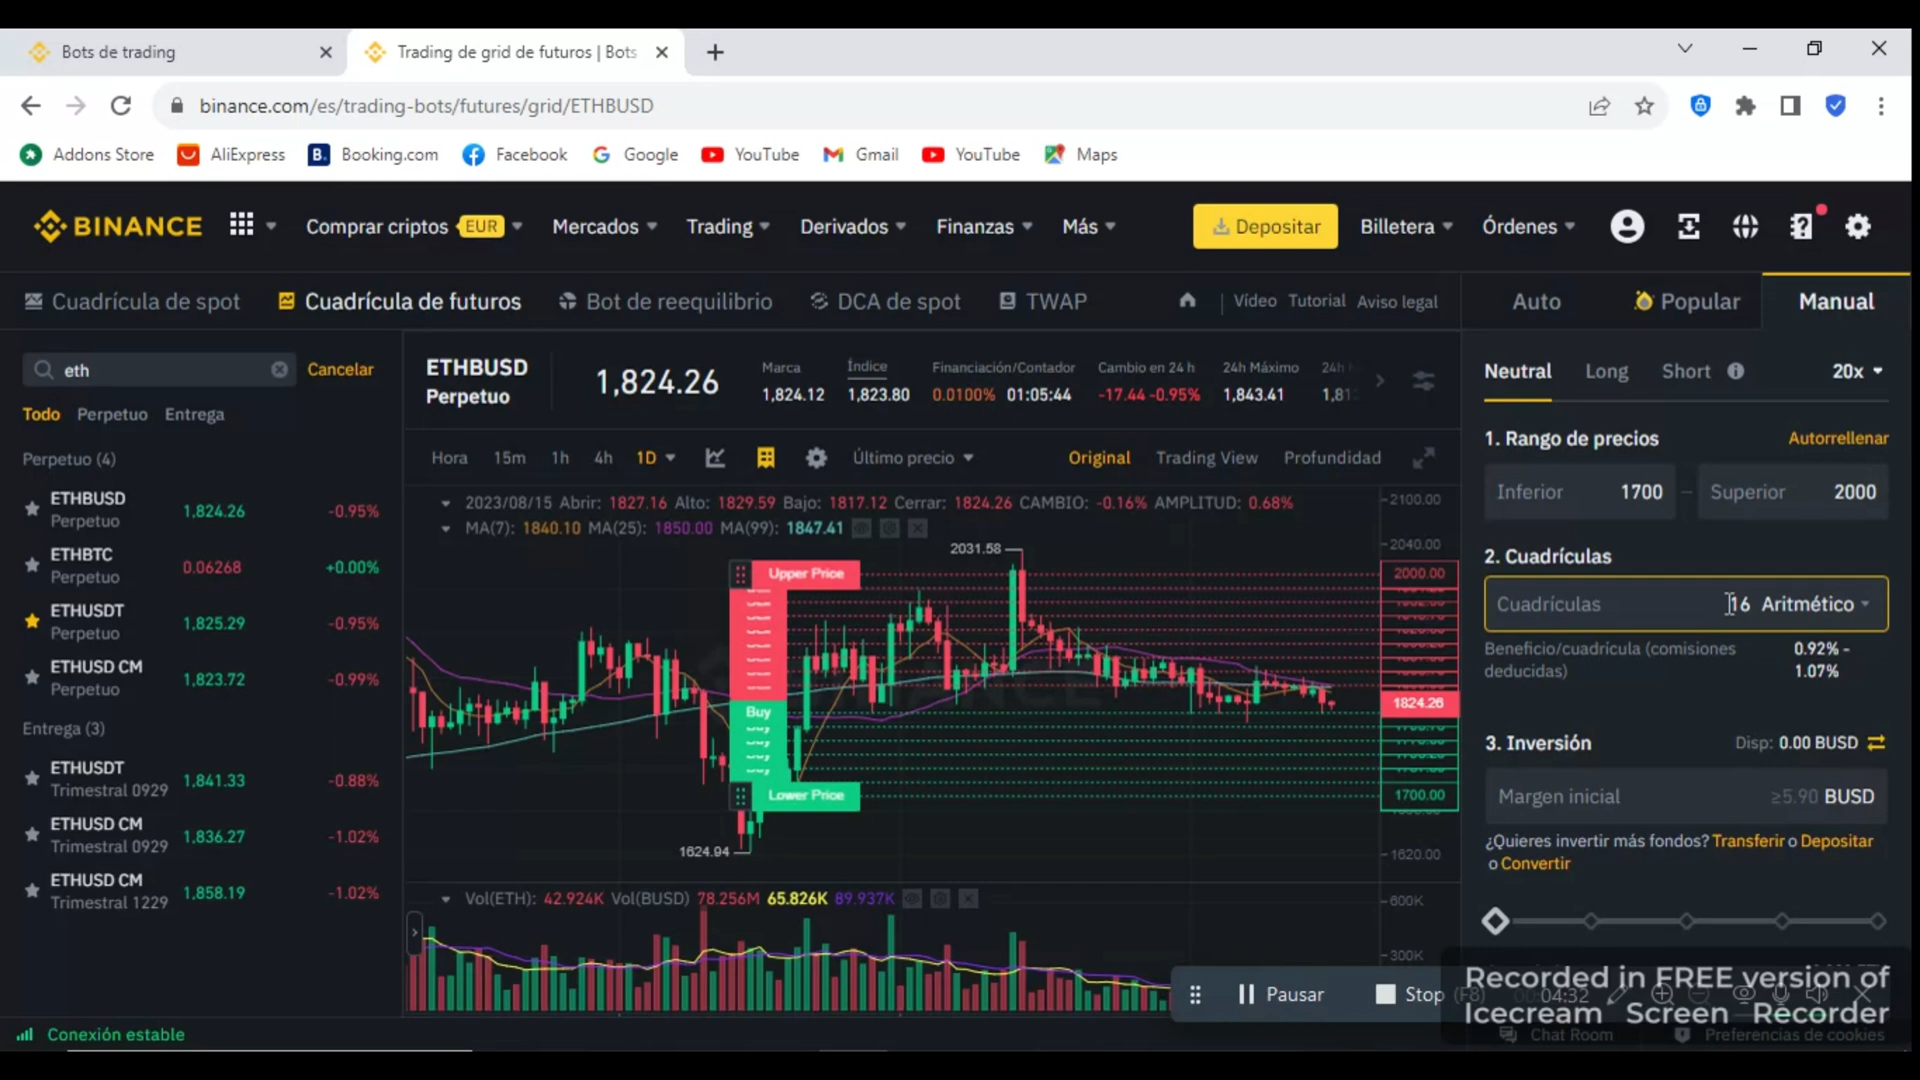 Bots de trading
Trading de grid de futuros | Bots
binance.com/es/trading-bots/futures/grid/ETHBUSD
Addons Store AliExpress Booking.com Facebook Google YouTube Gmail YouTube Maps
BINANCE Comprar criptos EUR Mercados Trading Derivados Finanzas Más Depositar Billetera Órdenes
Cuadrícula de spot Cuadrícula de futuros Bot de reequilibrio DCA de spot TWAP Vídeo Tutorial Aviso legal Auto Popular Manual
eth Cancelar
Todo Perpetuo Entrega
Perpetuo (4)
ETHBUSD 1,824.26 -0.95%
Perpetuo
ETHBTC 0.06268 +0.00%
Perpetuo
ETHUSDT 1,825.29 -0.95%
Perpetuo
ETHUSD CM 1,823.72 -0.99%
Perpetuo
Entrega (3)
ETHUSDT 1,841.33 -0.88%
Trimestral 0929
ETHUSD CM 1,836.27 -1.02%
Trimestral 0929
ETHUSD CM 1,858.19 -1.02%
Trimestral 1229
ETHBUSD
Perpetuo
1,824.26
Marca Índice Financiación/Contador Cambio en 24 h 24h Máximo 24h
1,824.12 1,823.80 0.0100% 01:05:44 -17.44 -0.95% 1,843.41 1,81
Hora 15m 1h 4h 1D Último precio Original Trading View Profundidad
2023/08/15 Abrir: 1827.16 Alto: 1829.59 Bajo: 1817.12 Cerrar: 1824.26 CAMBIO: -0.16% AMPLITUD: 0.68%
MA(7): 1840.10 MA(25): 1850.00 MA(99): 1847.41
2100.00
2040.00
2031.58
Upper Price 2000.00
1824.26
Buy
Lower Price 1700.00
1624.94
1620.00
Vol(ETH): 42.924K Vol(BUSD) 78.256M 65.826K 89.937K
600K
300K
Neutral Long Short 20x
1. Rango de precios Autorrellenar
Inferior 1700 – Superior 2000
2. Cuadrículas
Cuadrículas 16 Aritmético
Beneficio/cuadrícula (comisiones deducidas) 0.92% - 1.07%
3. Inversión Disp: 0.00 BUSD
Margen inicial ≥5.90 BUSD
¿Quieres invertir más fondos? Transferir o Depositar
o Convertir
Pausar Stop (F8) 04:32
Recorded in FREE version of
Icecream Screen Recorder
Conexión estable Chat Room Preferencias de cookies